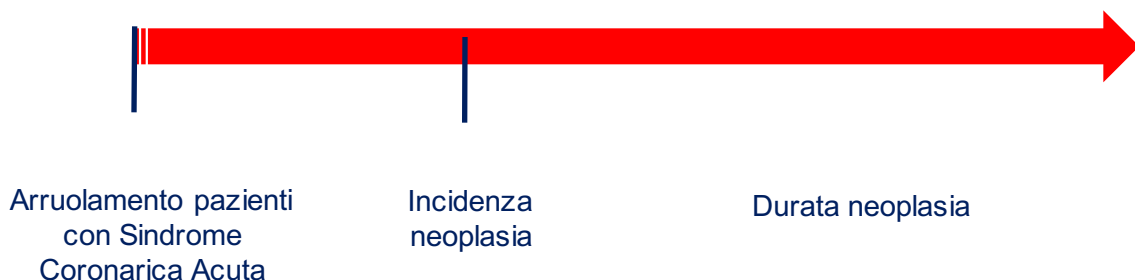 Arruolamento pazienti
con Sindrome
Coronarica Acuta
Incidenza
neoplasia
Durata neoplasia